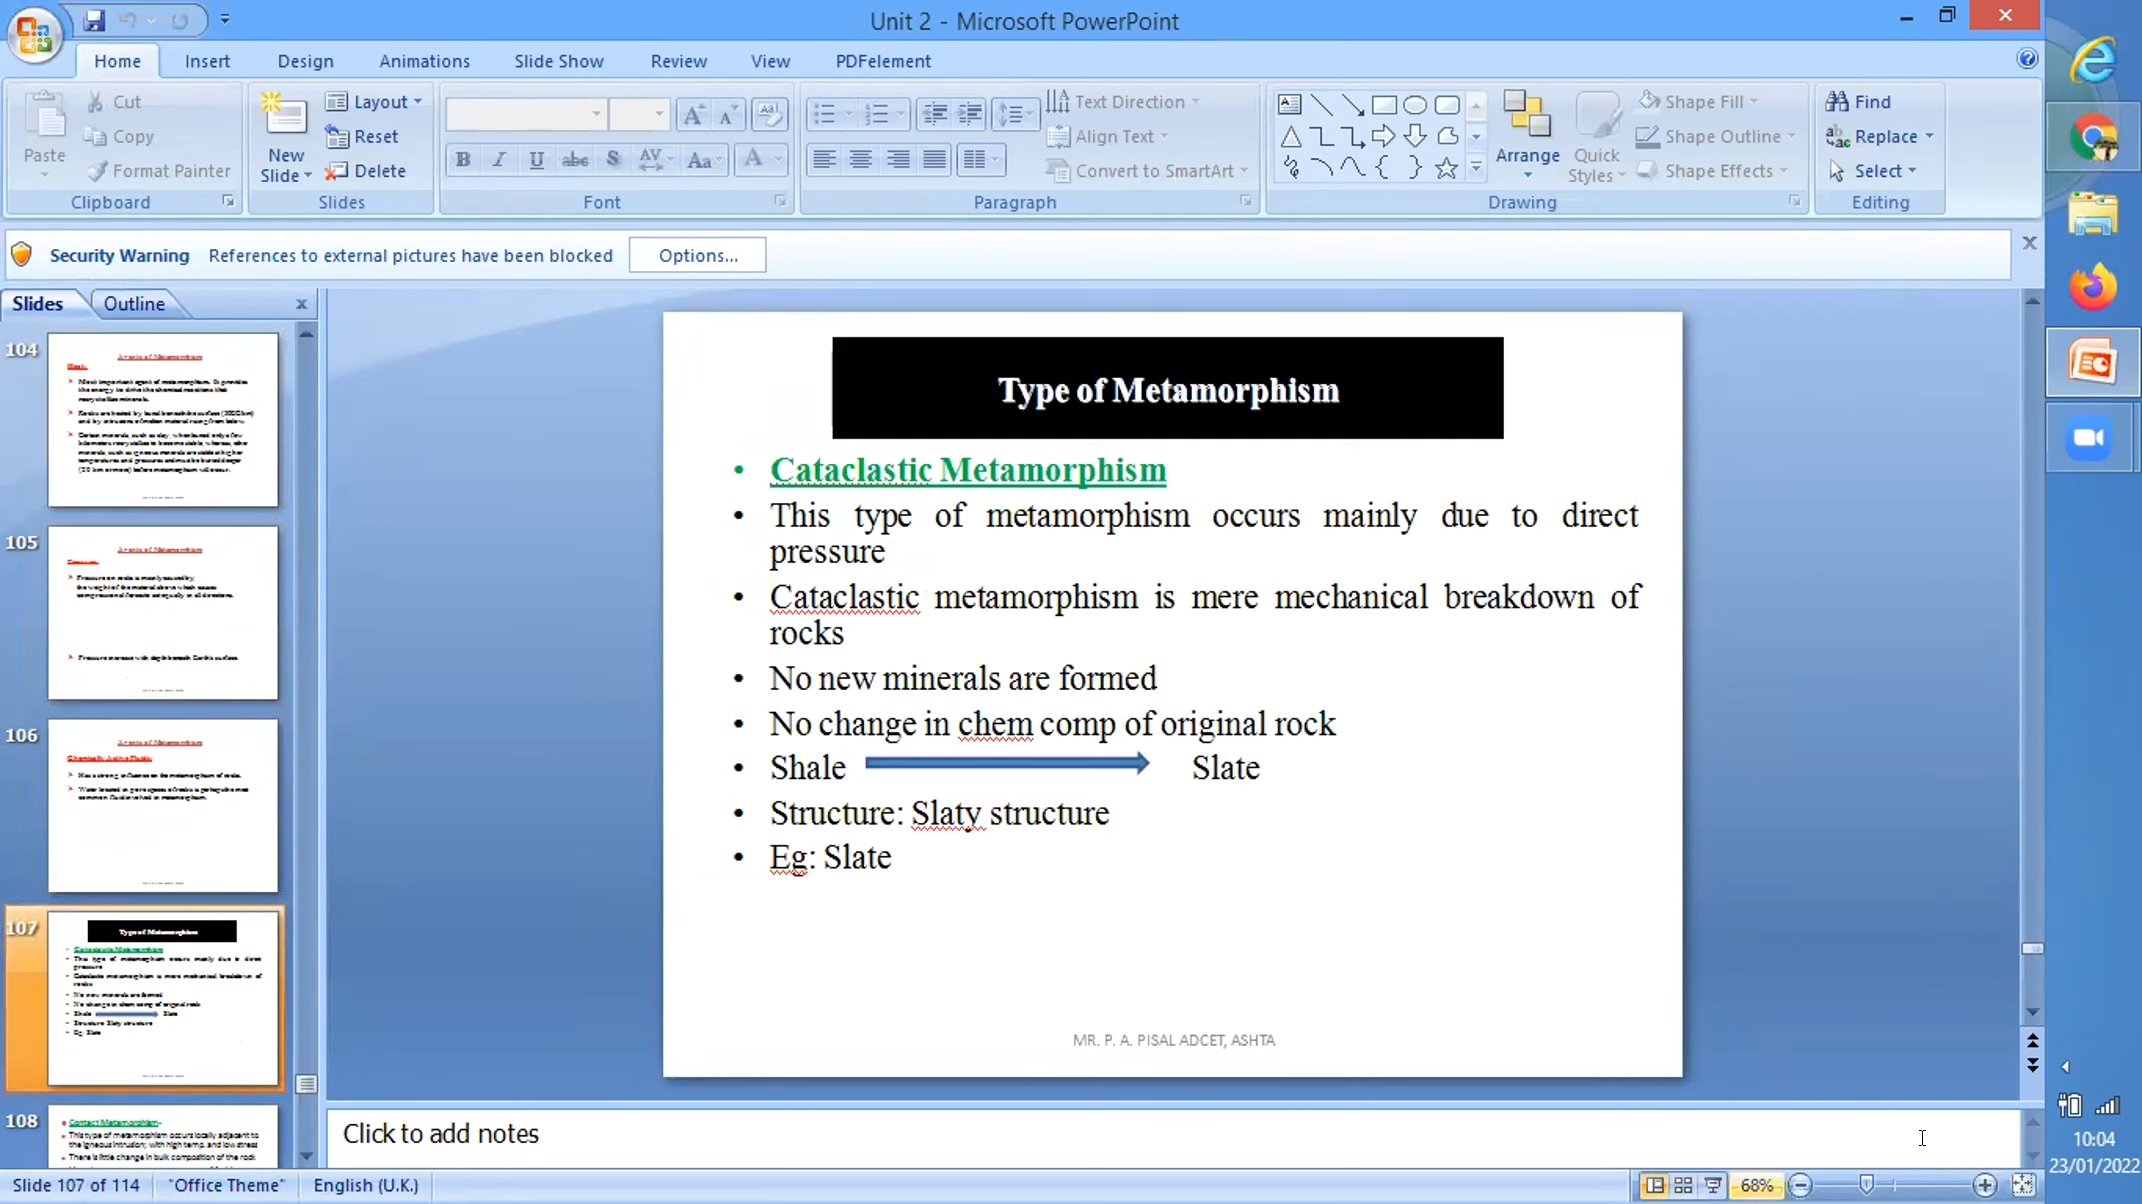 Unit 2 - Microsoft PowerPoint
Home Insert Design Animations Slide Show Review View PDFelement
Paste
Cut
Copy
Format Painter
Clipboard
New Slide
Layout
Reset
Delete
Slides
Font
Text Direction
Align Text
Convert to SmartArt
Paragraph
Arrange
Quick Styles
Shape Fill
Shape Outline
Shape Effects
Drawing
Find
Replace
Select
Editing
Security Warning References to external pictures have been blocked Options...
Slides Outline
104
105
106
107
108
Type of Metamorphism
Cataclastic Metamorphism
This type of metamorphism occurs mainly due to direct
pressure
Cataclastic metamorphism is mere mechanical breakdown of
rocks
No new minerals are formed
No change in chem comp of original rock
Shale Slate
Structure: Slaty structure
Eg: Slate
MR. P. A. PISAL ADCET, ASHTA
Click to add notes
Slide 107 of 114 "Office Theme" English (U.K.) 68%
10:04
23/01/2022